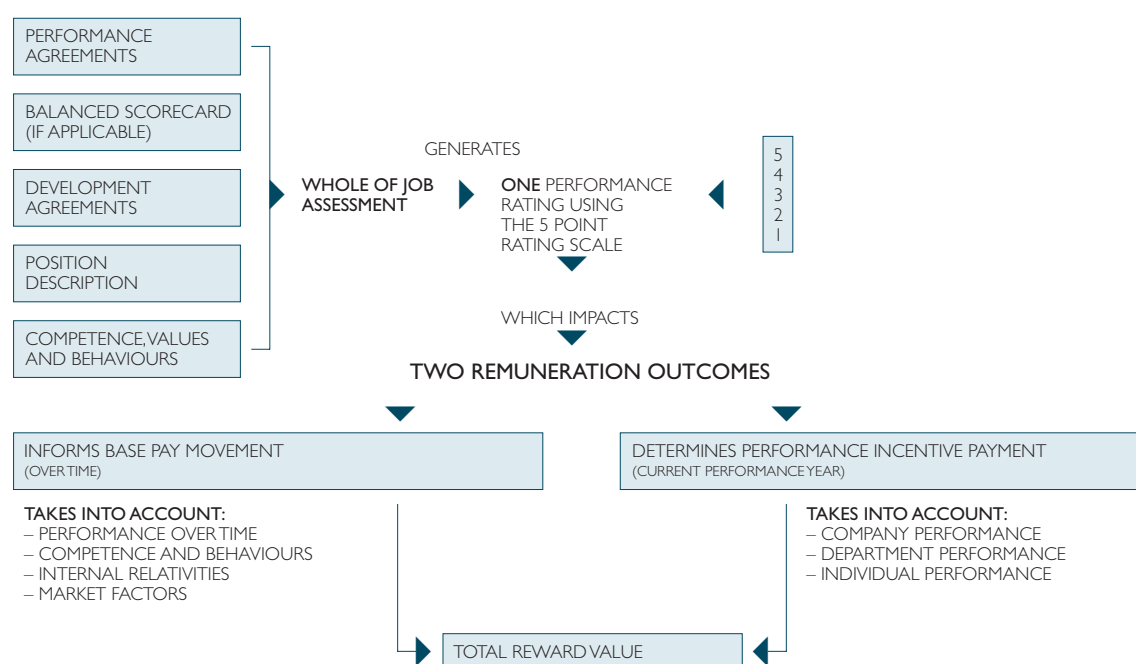 PERFORMANCE
AGREEMENTS
BALANCED SCORECARD
(IF APPLICABLE)
DEVELOPMENT
AGREEMENTS
POSITION
DESCRIPTION
COMPETENCE, VALUES
AND BEHAVIOURS
WHOLE OF JOB
ASSESSMENT
GENERATES
ONE PERFORMANCE
RATING USING
THE 5 POINT
RATING SCALE
5
4
3
2
1
WHICH IMPACTS
TWO REMUNERATION OUTCOMES
INFORMS BASE PAY MOVEMENT
(OVER TIME)
TAKES INTO ACCOUNT:
– PERFORMANCE OVER TIME
– COMPETENCE AND BEHAVIOURS
– INTERNAL RELATIVITIES
– MARKET FACTORS
DETERMINES PERFORMANCE INCENTIVE PAYMENT
(CURRENT PERFORMANCE YEAR)
TAKES INTO ACCOUNT:
– COMPANY PERFORMANCE
– DEPARTMENT PERFORMANCE
– INDIVIDUAL PERFORMANCE
TOTAL REWARD VALUE